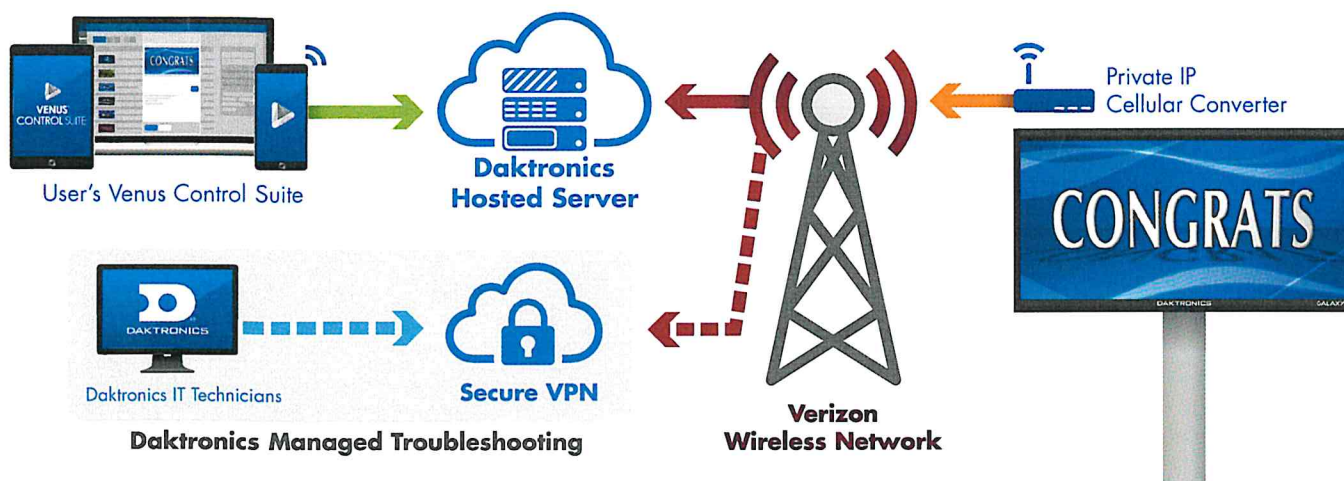 VENUS
CONTROL SUITE
CONGRATS
User's Venus Control Suite
Daktronics
Hosted Server
Private IP
Cellular Converter
CONGRATS
DAKTRONICS
GALAXY
DAKTRONICS
Daktronics IT Technicians
Secure VPN
Daktronics Managed Troubleshooting
Verizon
Wireless Network